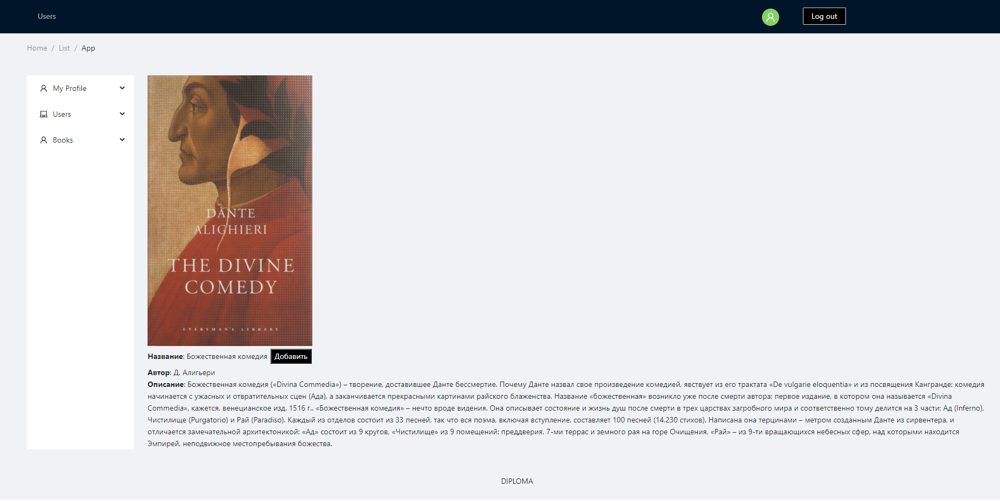 Users
Log out
Home / List / App
My Profile
Users
Books
DANTE
ALIGHIERI
THE DIVINE
COMEDY
EVERYMAN'S LIBRARY
Название: Божественная комедия Добавить
Автор: Д. Алигьери
Описание: Божественная комедия («Divina Commedia») – творение, доставившее Данте бессмертие. Почему Данте назвал свое произведение комедией, явствует из его трактата «De vulgarie eloquentia» и из посвящения Кангранде: комедия
начинается с ужасных и отвратительных сцен (Ада), а заканчивается прекрасными картинами райского блаженства. Название «божественная» возникло уже после смерти автора; первое издание, в котором она называется «Divina
Commedia», кажется, венецианское изд. 1516 г.. «Божественная комедия» – нечто вроде видения. Она описывает состояние и жизнь душ после смерти в трех царствах загробного мира и соответственно тому делится на 3 части: Ад (Inferno),
Чистилище (Purgatorio) и Рай (Paradiso). Каждый из отделов состоит из 33 песней, так что вся поэма, включая вступление, составляет 100 песней (14.230 стихов). Написана она терцинами – метром созданным Данте из сирвентера, и
отличается замечательной архитектоникой: «Ад» состоит из 9 кругов, «Чистилище» из 9 помещений: преддверия, 7-ми террас и земного рая на горе Очищения, «Рай» – из 9-ти вращающихся небесных сфер, над которыми находится
Эмпирей, неподвижное местопребывания божества.
DIPLOMA